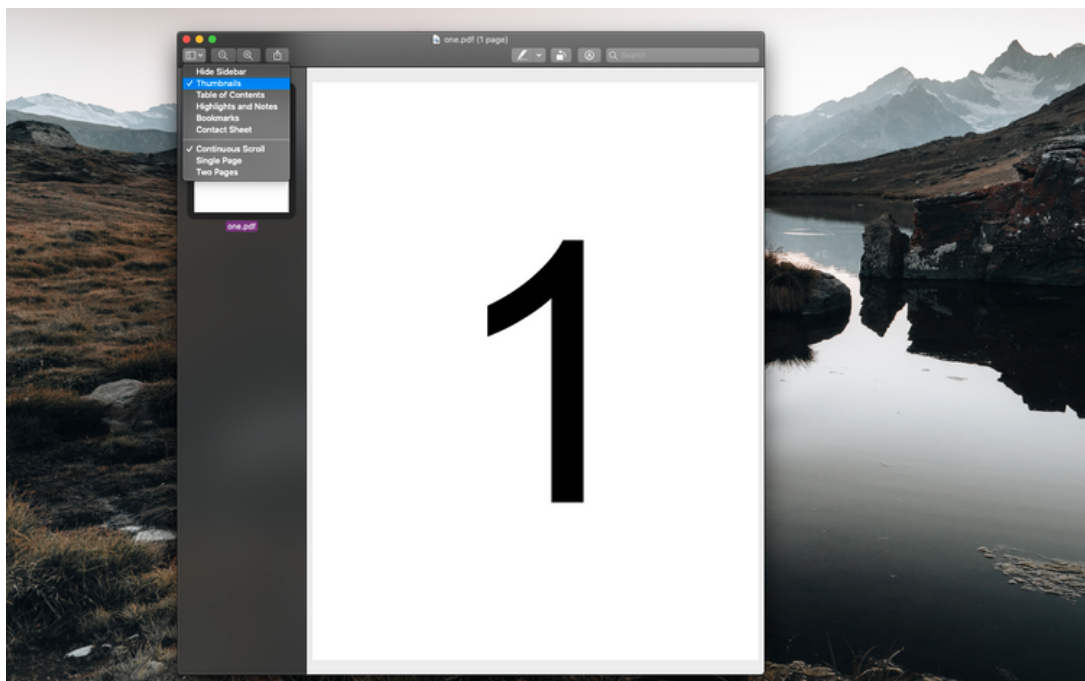 one.pdf (1 page)
Search
Hide Sidebar
✓ Thumbnails
Table of Contents
Highlights and Notes
Bookmarks
Contact Sheet
✓ Continuous Scroll
Single Page
Two Pages
one.pdf
1